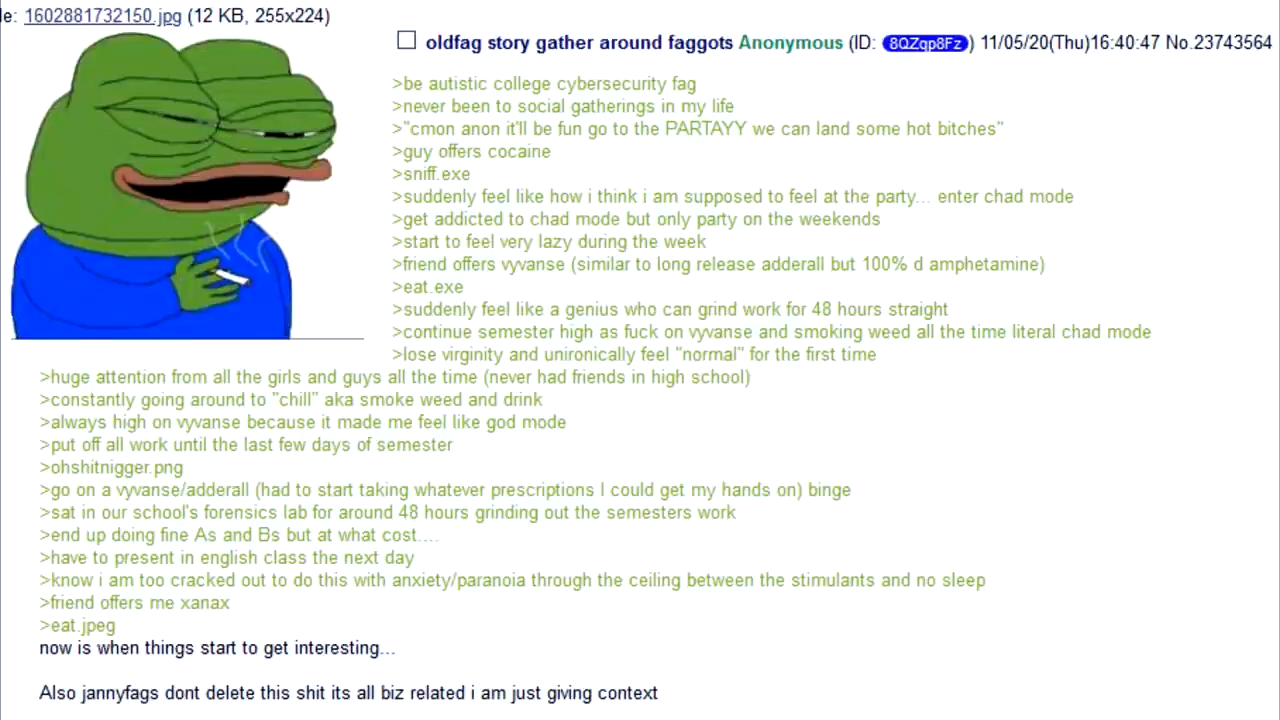 le: 1602881732150.jpg (12 KB, 255x224)
oldfag story gather around faggots Anonymous (ID: 8QZqp8Fz) 11/05/20(Thu)16:40:47 No.23743564
>be autistic college cybersecurity fag
>never been to social gatherings in my life
>"cmon anon it'll be fun go to the PARTAYY we can land some hot bitches"
>guy offers cocaine
>sniff.exe
>suddenly feel like how i think i am supposed to feel at the party... enter chad mode
>get addicted to chad mode but only party on the weekends
>start to feel very lazy during the week
>friend offers vyvanse (similar to long release adderall but 100% d amphetamine)
>eat.exe
>suddenly feel like a genius who can grind work for 48 hours straight
>continue semester high as fuck on vyvanse and smoking weed all the time literal chad mode
>lose virginity and unironically feel "normal" for the first time
>huge attention from all the girls and guys all the time (never had friends in high school)
>constantly going around to "chill" aka smoke weed and drink
>always high on vyvanse because it made me feel like god mode
>put off all work until the last few days of semester
>ohshitnigger.png
>go on a vyvanse/adderall (had to start taking whatever prescriptions I could get my hands on) binge
>sat in our school's forensics lab for around 48 hours grinding out the semesters work
>end up doing fine As and Bs but at what cost....
>have to present in english class the next day
>know i am too cracked out to do this with anxiety/paranoia through the ceiling between the stimulants and no sleep
>friend offers me xanax
>eat.jpeg
now is when things start to get interesting...
Also jannyfags dont delete this shit its all biz related i am just giving context